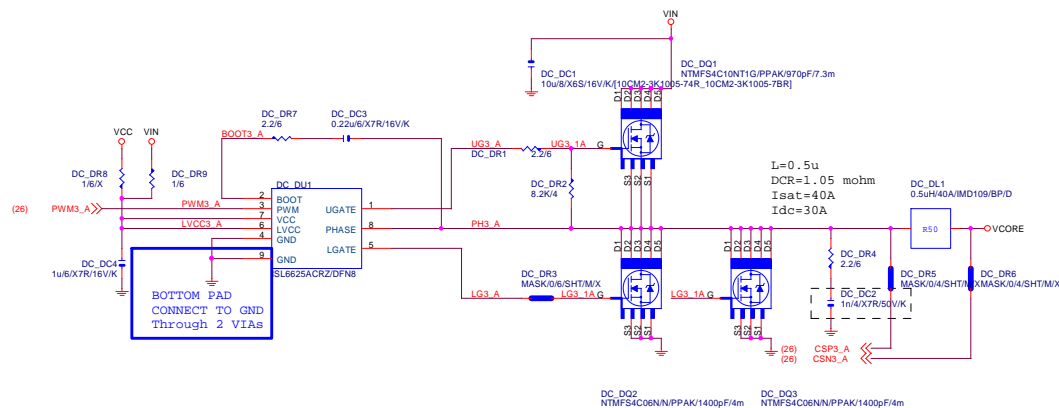 VIN
DC_DC1
10u/8/X6S/16V/K/[10CM2-3K1005-74R_10CM2-3K1005-7BR]
DC_DQ1
NTMFS4C10NT1G/PPAK/970pF/7.3m
D1
D2
D3
D4
D5
G
S3
S2
S1
DC_DR7
2.2/6
DC_DC3
0.22u/6/X7R/16V/K
BOOT3_A
VCC
VIN
DC_DR8
1/6/X
DC_DR9
1/6
UG3_A
DC_DR1
2.2/6
UG3_1A
DC_DR2
8.2K/4
L=0.5u
DCR=1.05 mohm
Isat=40A
Idc=30A
DC_DL1
0.5uH/40A/IMD109/BP/D
R50
VCORE
DC_DU1
2
BOOT
3
PWM
7
VCC
6
LVCC
4
GND
9
GND
UGATE
1
PHASE
8
LGATE
5
SL6625ACRZ/DFN8
(26)
PWM3_A
PWM3_A
LVCC3_A
PH3_A
DC_DC4
1u/6/X7R/16V/K
BOTTOM PAD
CONNECT TO GND
Through 2 VIAs
LG3_A
DC_DR3
MASK/0/6/SHT/M/X
LG3_1A
G
D1
D2
D3
D4
D5
S3
S2
S1
LG3_1A
G
D1
D2
D3
D4
D5
S3
S2
S1
DC_DR4
2.2/6
DC_DC2
1n/4/X7R/50V/K
DC_DR5
MASK/0/4/SHT/M/X
DC_DR6
MASK/0/4/SHT/M/X
(26)
CSP3_A
(26)
CSN3_A
DC_DQ2
NTMFS4C06N/N/PPAK/1400pF/4m
DC_DQ3
NTMFS4C06N/N/PPAK/1400pF/4m